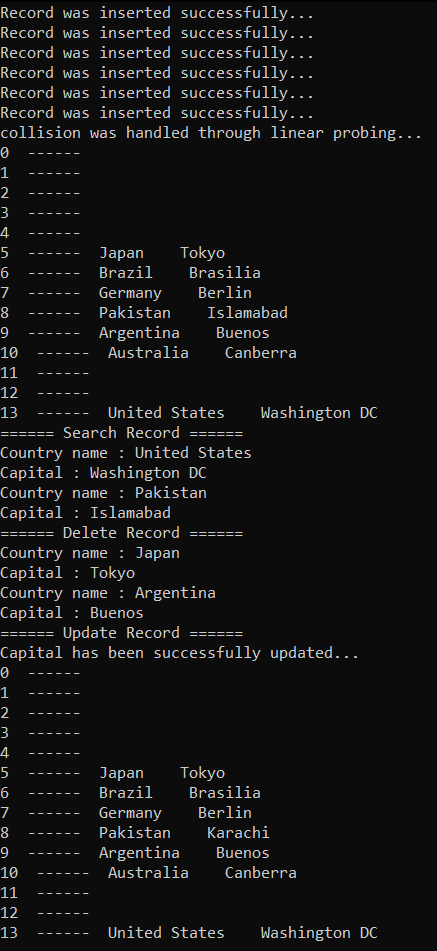 Record was inserted successfully...
Record was inserted successfully...
Record was inserted successfully...
Record was inserted successfully...
Record was inserted successfully...
Record was inserted successfully...
collision was handled through linear probing...
0  ------
1  ------
2  ------
3  ------
4  ------
5  ------  Japan    Tokyo
6  ------  Brazil    Brasilia
7  ------  Germany    Berlin
8  ------  Pakistan    Islamabad
9  ------  Argentina    Buenos
10  ------  Australia    Canberra
11  ------
12  ------
13  ------  United States    Washington DC
====== Search Record ======
Country name : United States
Capital : Washington DC
Country name : Pakistan
Capital : Islamabad
====== Delete Record ======
Country name : Japan
Capital : Tokyo
Country name : Argentina
Capital : Buenos
====== Update Record ======
Capital has been successfully updated...
0  ------
1  ------
2  ------
3  ------
4  ------
5  ------  Japan    Tokyo
6  ------  Brazil    Brasilia
7  ------  Germany    Berlin
8  ------  Pakistan    Karachi
9  ------  Argentina    Buenos
10  ------  Australia    Canberra
11  ------
12  ------
13  ------  United States    Washington DC